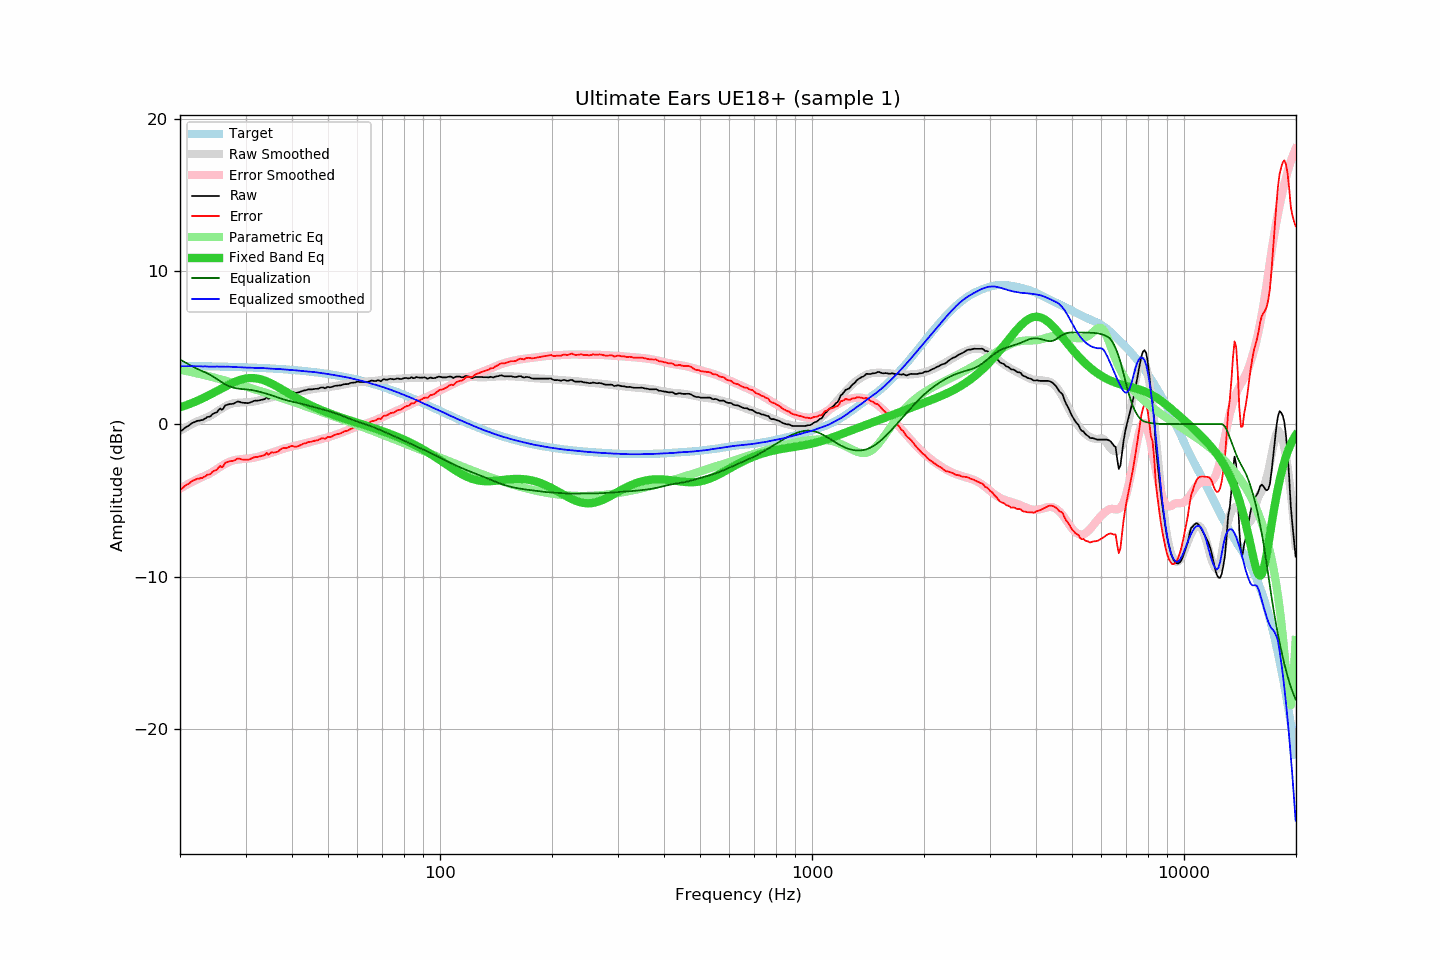 Ultimate Ears UE18+ (sample 1)
20
10
0
−10
−20
Amplitude (dBr)
Target
Raw Smoothed
Error Smoothed
Raw
Error
Parametric Eq
Fixed Band Eq
Equalization
Equalized smoothed
100
1000
10000
Frequency (Hz)